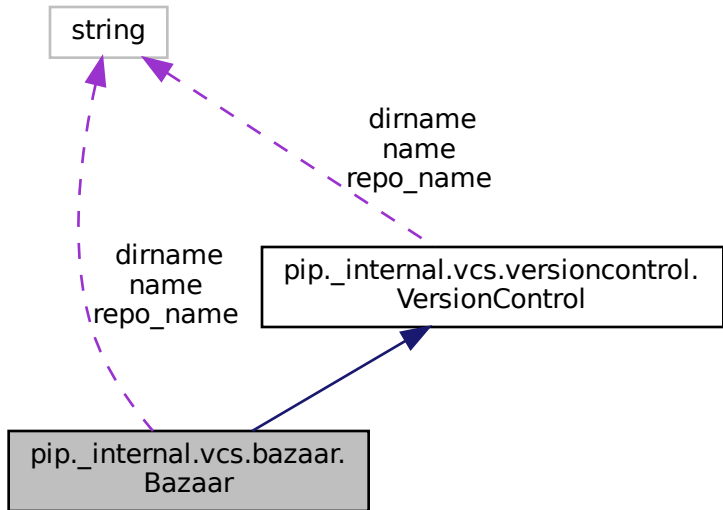 string
dirname
name
repo_name
dirname
name
repo_name
pip._internal.vcs.versioncontrol.
VersionControl
pip._internal.vcs.bazaar.
Bazaar